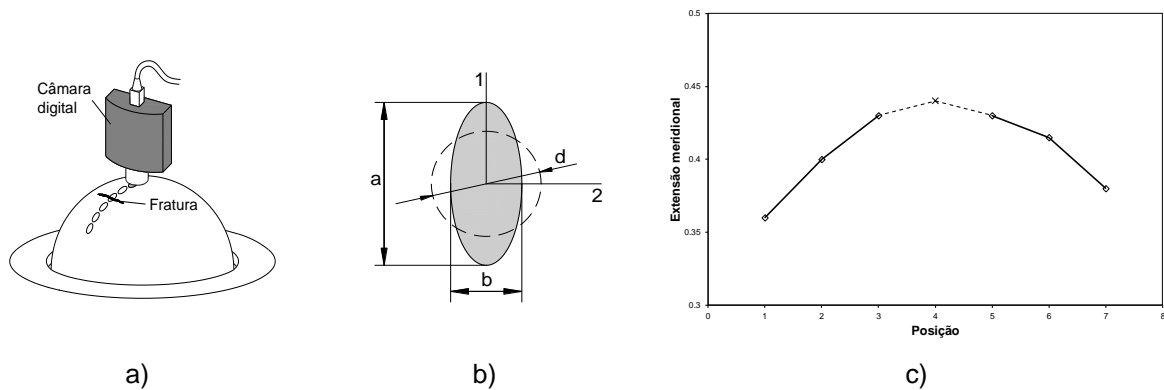 Câmara
digital
Fratura
a)
1
a
d
2
b
b)
0.5
0.45
0.4
0.35
0.3
Extensão meridional
0 1 2 3 4 5 6 7 8
Posição
c)